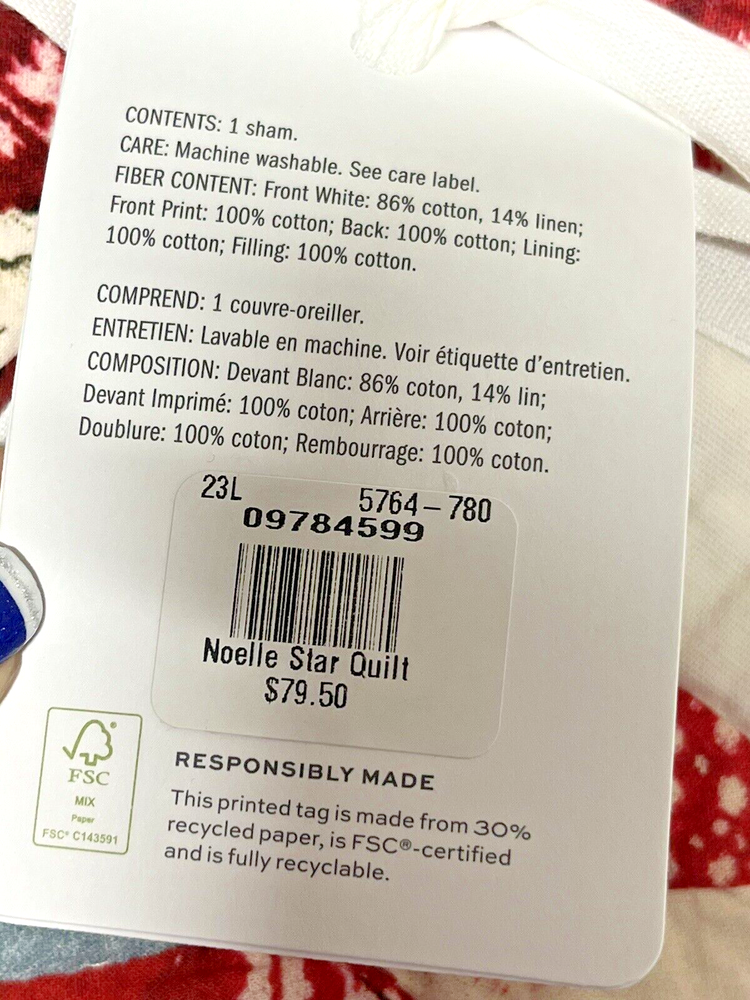 CONTENTS: 1 sham.
CARE: Machine washable. See care label.
FIBER CONTENT: Front White: 86% cotton, 14% linen;
Front Print: 100% cotton; Back: 100% cotton; Lining:
100% cotton; Filling: 100% cotton.
COMPREND: 1 couvre-oreiller.
ENTRETIEN: Lavable en machine. Voir étiquette d'entretien.
COMPOSITION: Devant Blanc: 86% coton, 14% lin;
Devant Imprimé: 100% coton; Arrière: 100% coton;
Doublure: 100% coton; Rembourrage: 100% coton.
23L 5764-780
09784599
Noelle Star Quilt
$79.50
FSC
MIX
Paper
FSC® C143591
RESPONSIBLY MADE
This printed tag is made from 30%
recycled paper, is FSC®-certified
and is fully recyclable.